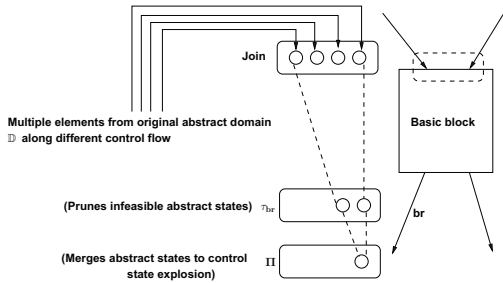 Join
Multiple elements from original abstract domain
𝔻 along different control flow
Basic block
(Prunes infeasible abstract states) τbr
br
(Merges abstract states to control Π
state explosion)